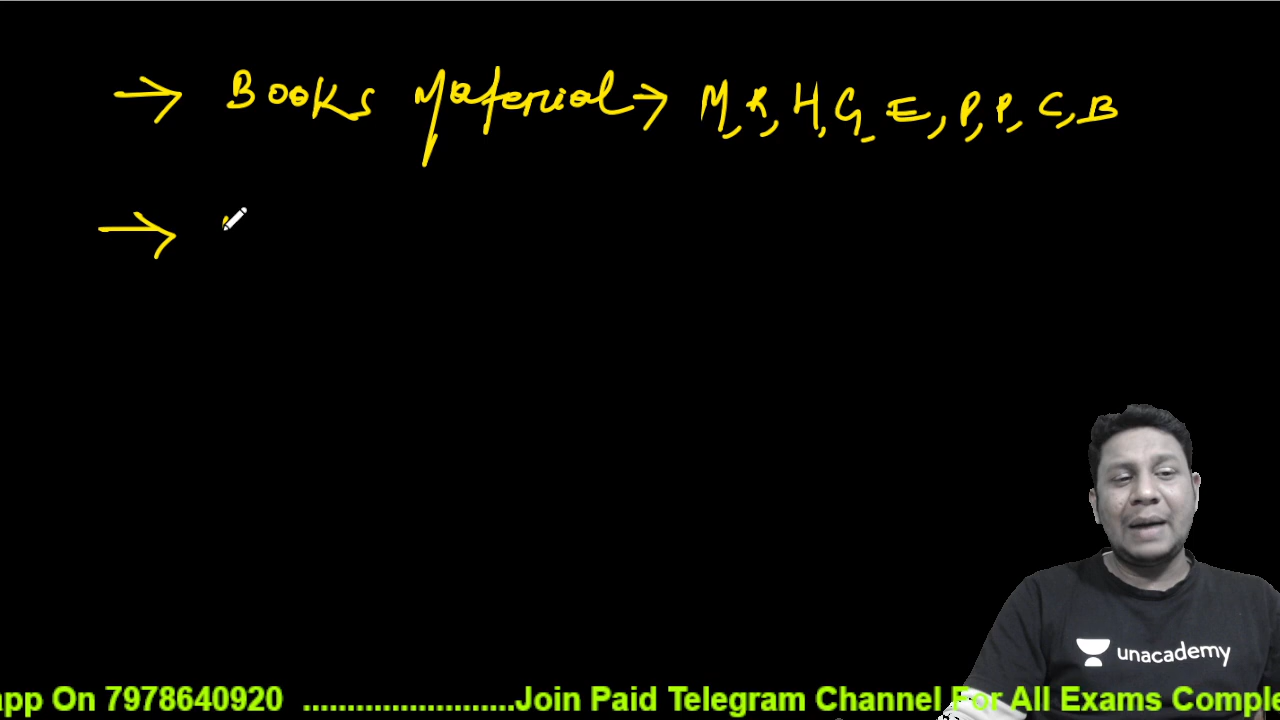 → Books Material → M, R, H, G, E, P, P, C, B
→
unacademy
app On 7978640920 ........................Join Paid Telegram Channel For All Exams Comple